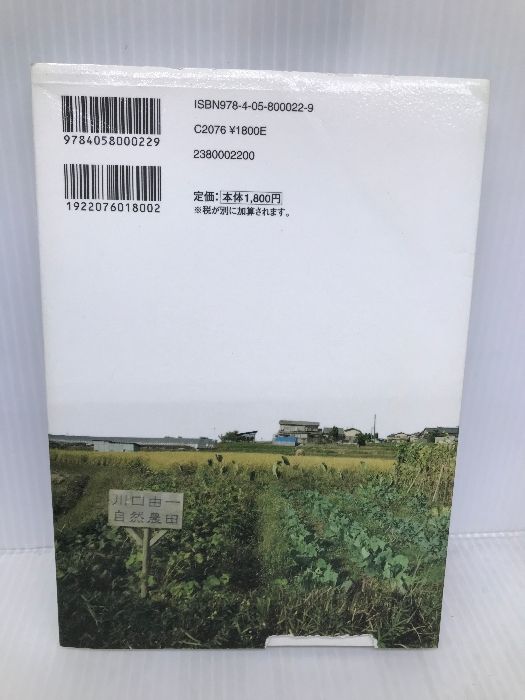 ISBN978-4-05-800022-9
C2076 ¥1800E
2380002200
9784058000229
1922076018002
定価：本体1,800円
※税が別に加算されます。
川口由一
自然農田